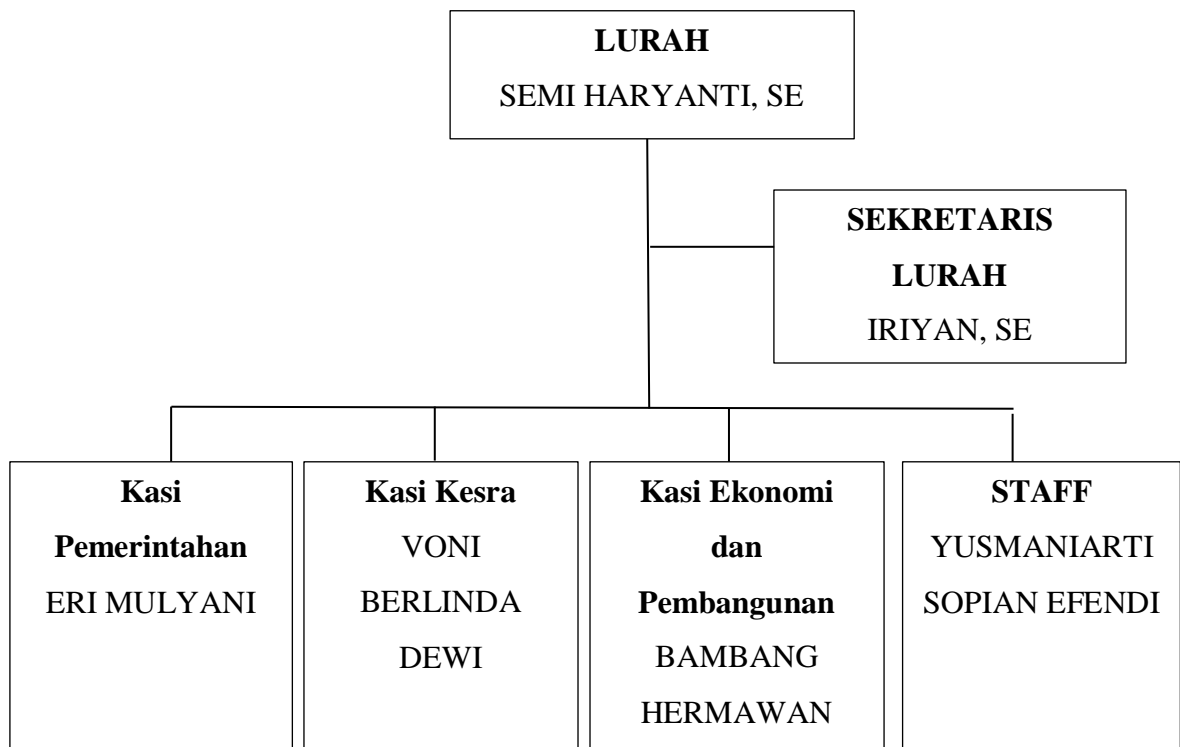 LURAH
SEMI HARYANTI, SE
SEKRETARIS
LURAH
IRIYAN, SE
Kasi
Pemerintahan
ERI MULYANI
Kasi Kesra
VONI
BERLINDA
DEWI
Kasi Ekonomi
dan
Pembangunan
BAMBANG
HERMAWAN
STAFF
YUSMANIARTI
SOPIAN EFENDI